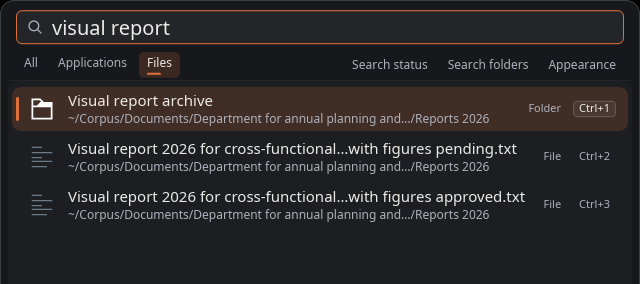 visual report
All Applications Files Search status Search folders Appearance
Visual report archive
~/Corpus/Documents/Department for annual planning and.../Reports 2026
Folder Ctrl+1
Visual report 2026 for cross-functional...with figures pending.txt
~/Corpus/Documents/Department for annual planning and.../Reports 2026
File Ctrl+2
Visual report 2026 for cross-functional...with figures approved.txt
~/Corpus/Documents/Department for annual planning and.../Reports 2026
File Ctrl+3